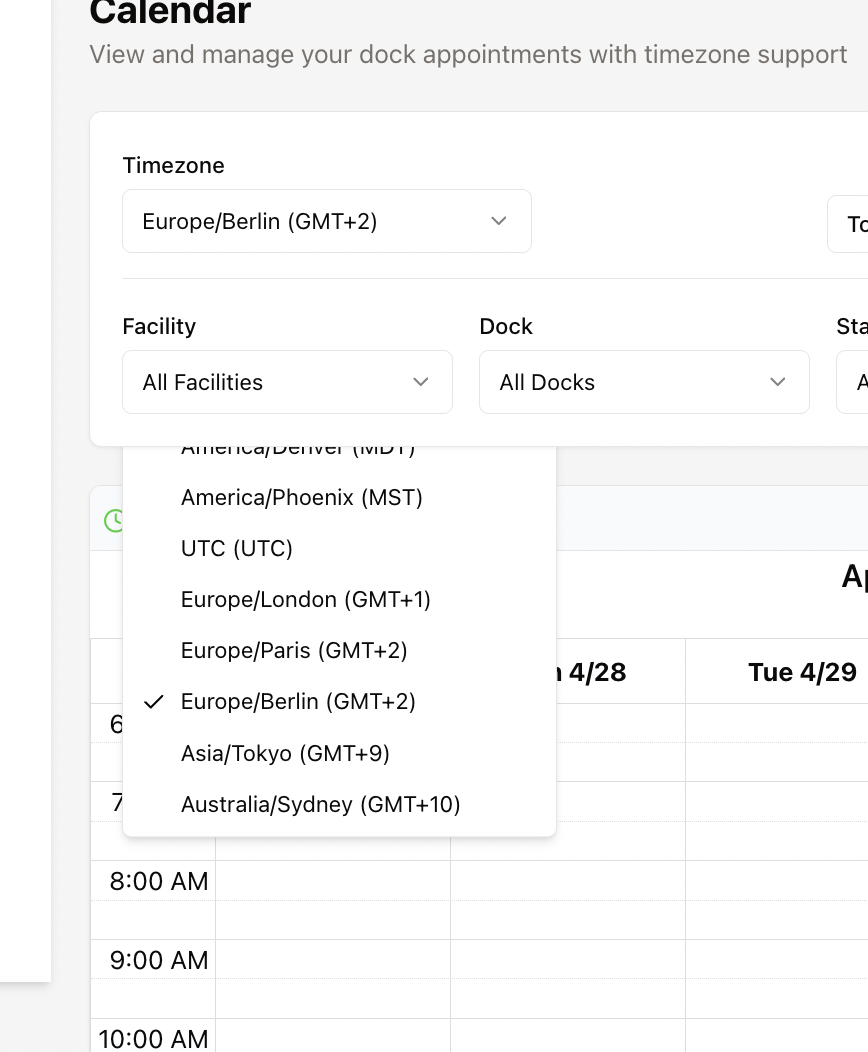 Calendar
View and manage your dock appointments with timezone support
Timezone
Europe/Berlin (GMT+2)
Facility
Dock
All Facilities
All Docks
America/Denver (MDT)
America/Phoenix (MST)
UTC (UTC)
Europe/London (GMT+1)
Europe/Paris (GMT+2)
Europe/Berlin (GMT+2)
Asia/Tokyo (GMT+9)
Australia/Sydney (GMT+10)
4/28
Tue 4/29
6
7
8:00 AM
9:00 AM
10:00 AM